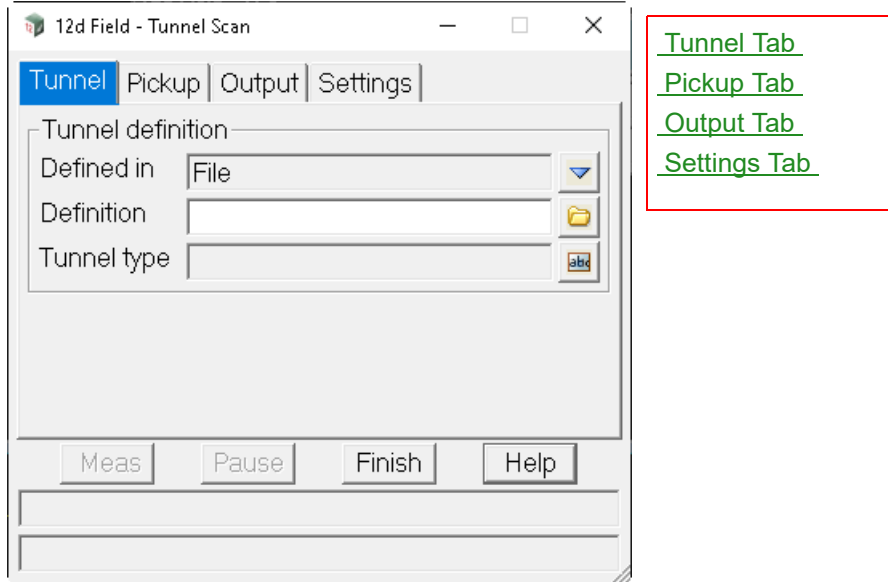 12d Field - Tunnel Scan
Tunnel Pickup Output Settings
Tunnel definition
Defined in File
Definition
Tunnel type abc
Meas Pause Finish Help
Tunnel Tab
Pickup Tab
Output Tab
Settings Tab